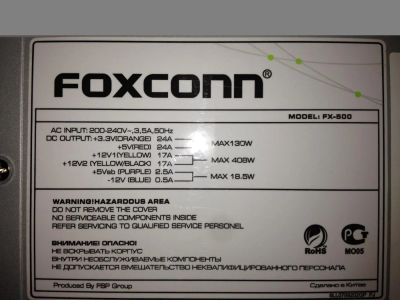 FOXCONN®
MODEL: FX-500
AC INPUT: 200-240V~,3,5A,50Hz
DC OUTPUT: +3.3V(ORANGE) 24A
+5V(RED) 24A
MAX130W
+12V1(YELLOW) 17A
+12V2 (YELLOW/BLACK) 17A
MAX 408W
+5Vsb (PURPLE) 2.5A
-12V (BLUE) 0.5A
MAX 18.5W
WARNING!HAZARDOUS AREA
DO NOT REMOVE THE COVER
NO SERVICEABLE COMPONENTS INSIDE
REFER SERVICING TO QUALIFIED SERVICE PERSONEL
ВНИМАНИЕ! ОПАСНО!
НЕ ВСКРЫВАТЬ КОРПУС
ВНУТРИ НЕОБСЛУЖИВАЕМЫЕ КОМПОНЕНТЫ
НЕ ДОПУСКАЕТСЯ ВМЕШАТЕЛЬСТВО НЕКВАЛИФИЦИРОВАННОГО ПЕРСОНАЛА
RoHS
МО05
Produced By FSP Group
Сделано в Китае